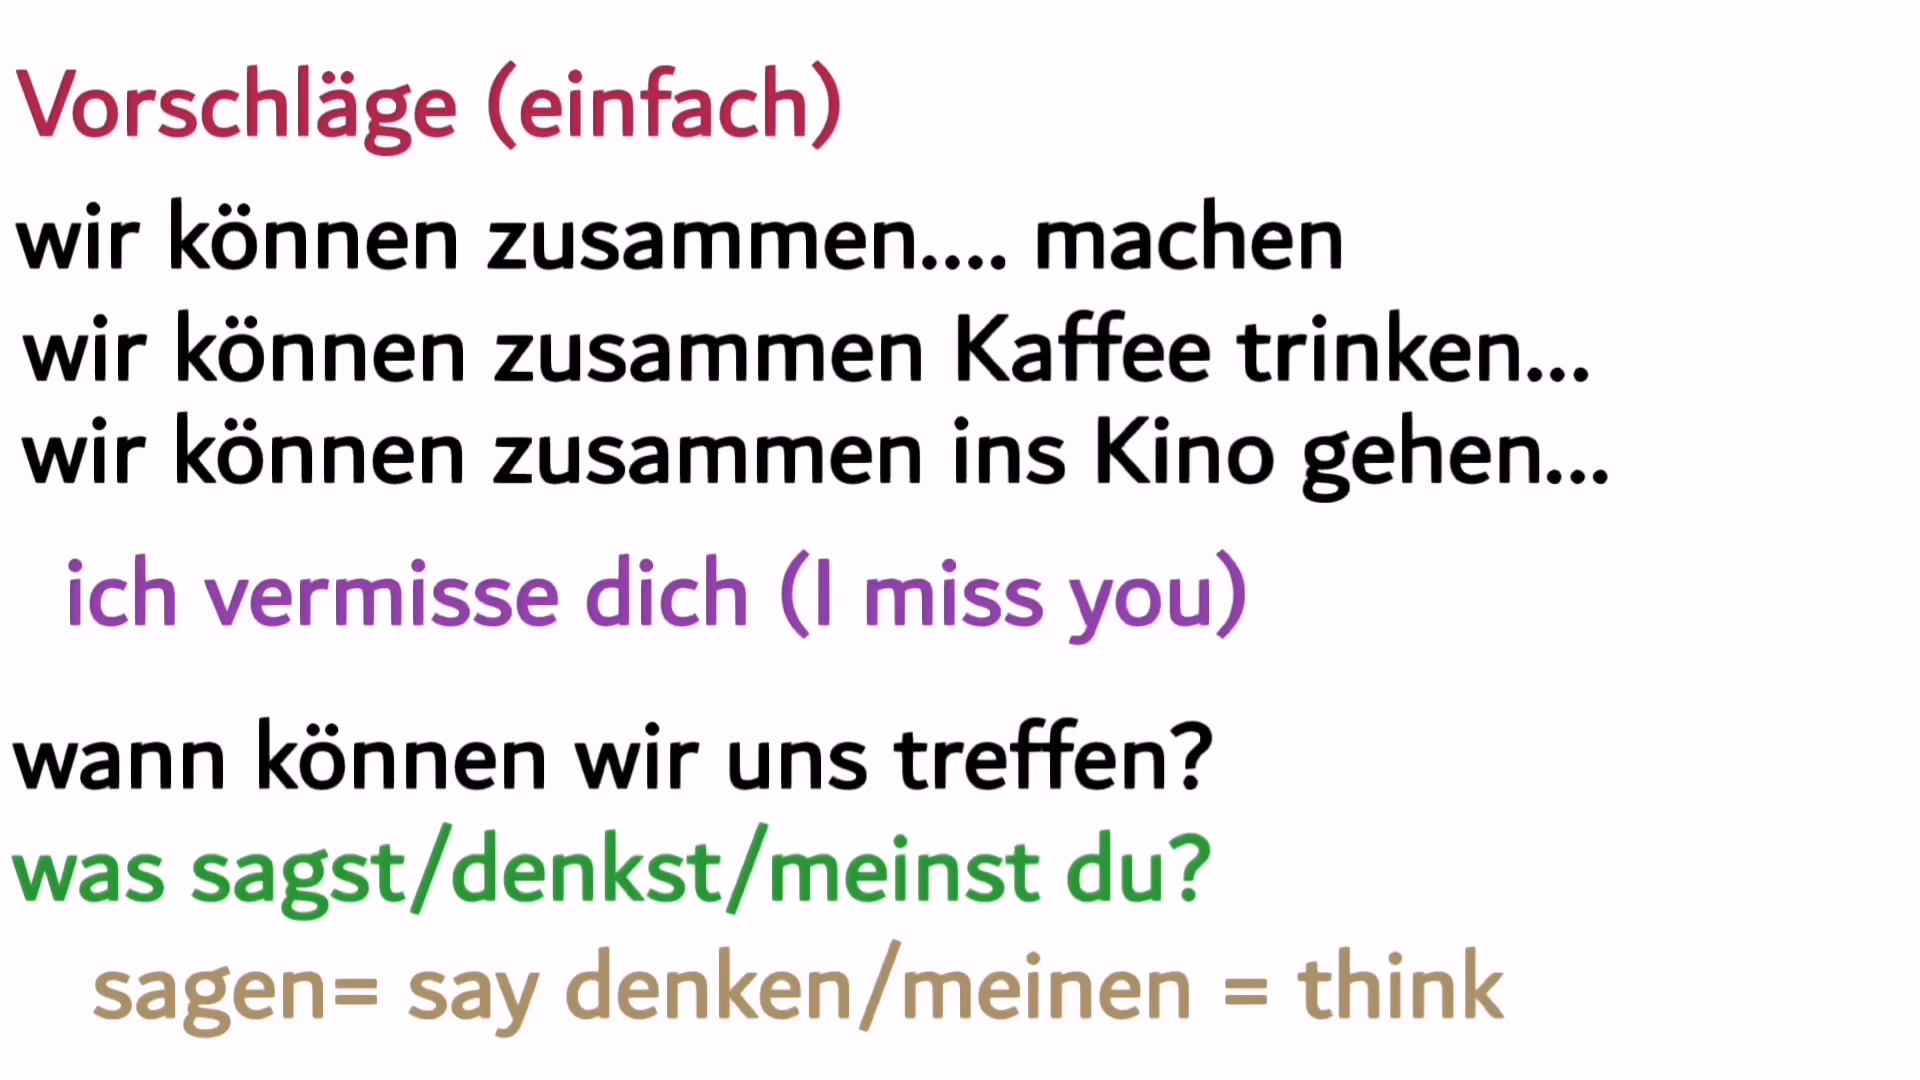 Vorschläge (einfach)
wir können zusammen.... machen
wir können zusammen Kaffee trinken...
wir können zusammen ins Kino gehen...
ich vermisse dich (I miss you)
wann können wir uns treffen?
was sagst/denkst/meinst du?
sagen= say denken/meinen = think